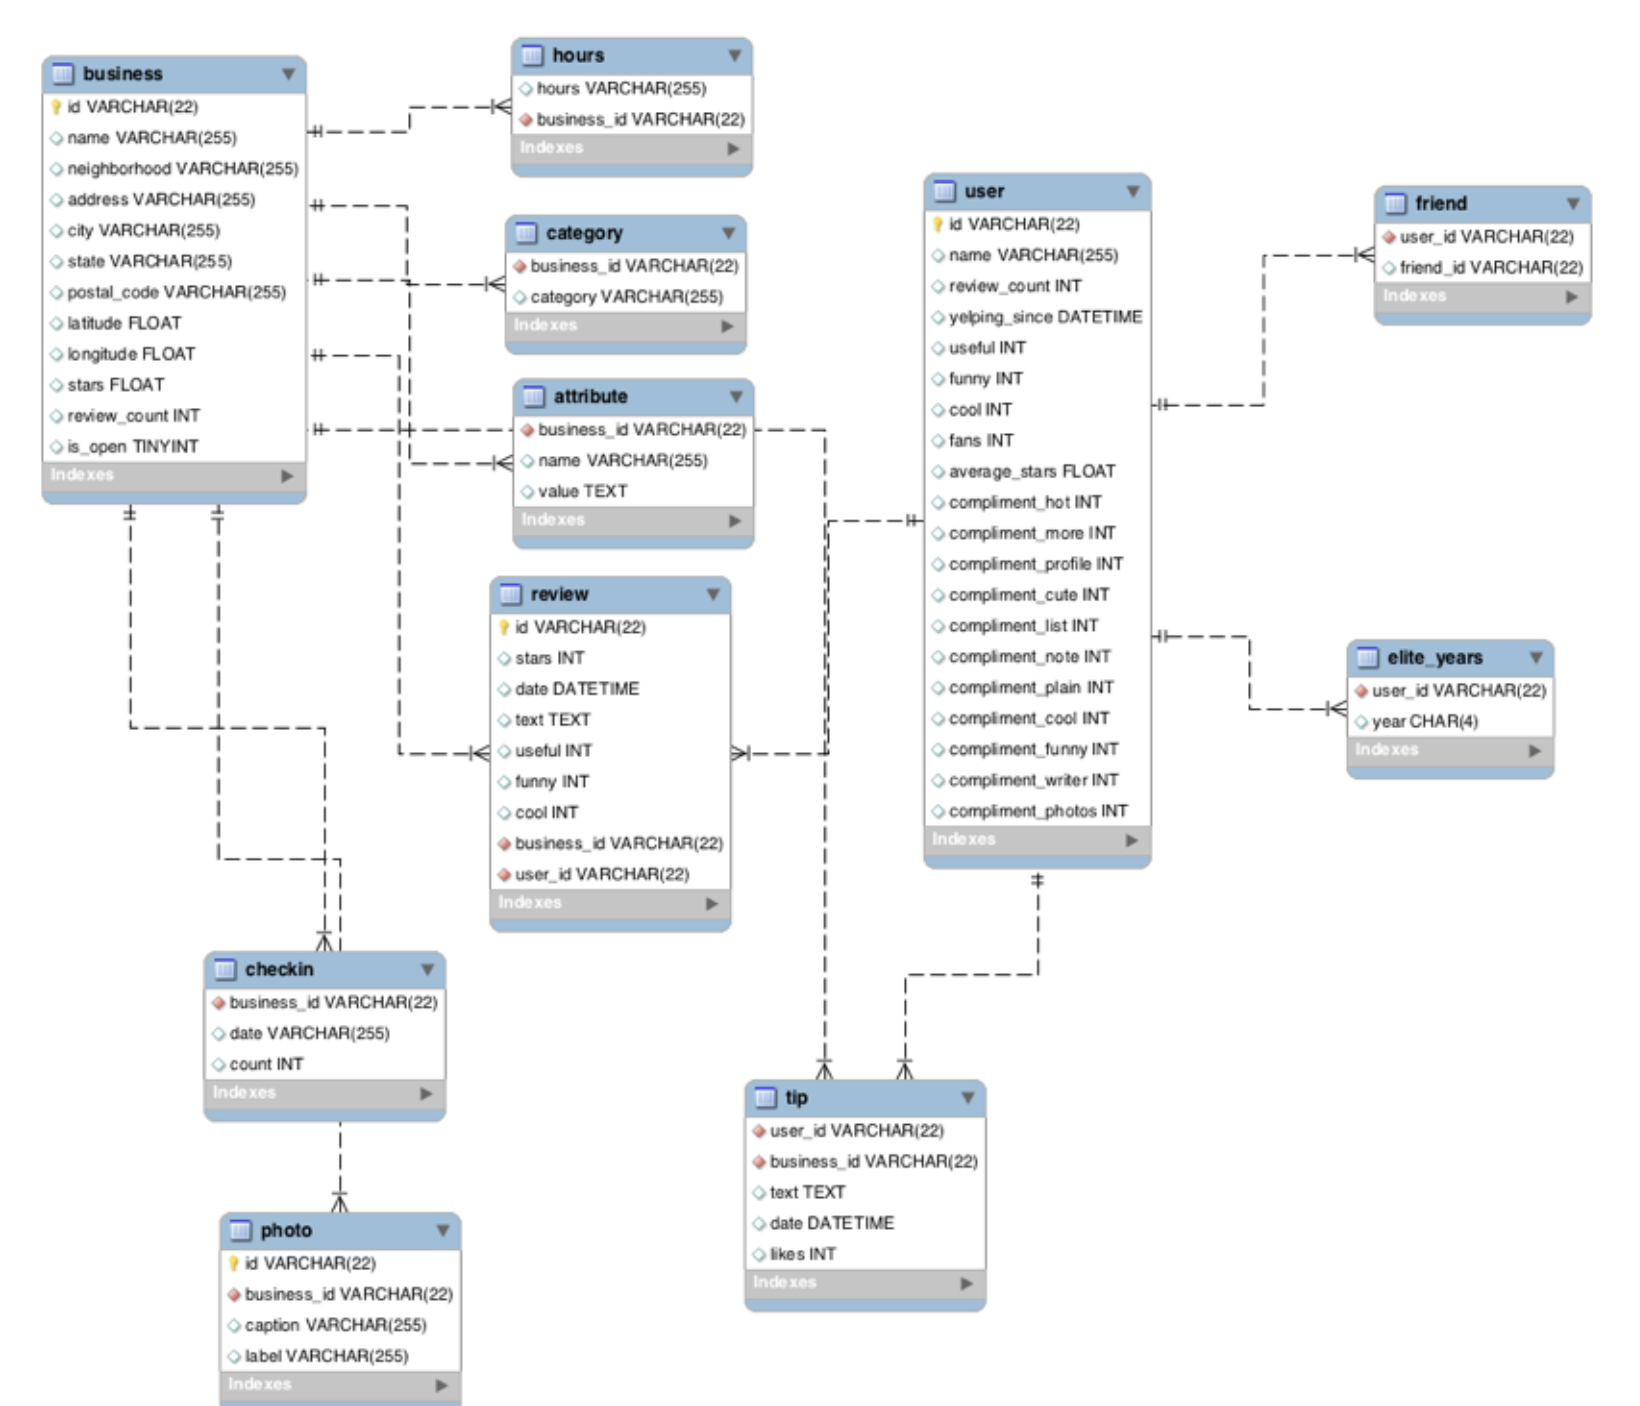 business
id VARCHAR(22)
name VARCHAR(255)
neighborhood VARCHAR(255)
address VARCHAR(255)
city VARCHAR(255)
state VARCHAR(255)
postal_code VARCHAR(255)
latitude FLOAT
longitude FLOAT
stars FLOAT
review_count INT
is_open TINYINT
Indexes
hours
hours VARCHAR(255)
business_id VARCHAR(22)
Indexes
category
business_id VARCHAR(22)
category VARCHAR(255)
Indexes
attribute
business_id VARCHAR(22)
name VARCHAR(255)
value TEXT
Indexes
review
id VARCHAR(22)
stars INT
date DATETIME
text TEXT
useful INT
funny INT
cool INT
business_id VARCHAR(22)
user_id VARCHAR(22)
Indexes
user
id VARCHAR(22)
name VARCHAR(255)
review_count INT
yelping_since DATETIME
useful INT
funny INT
cool INT
fans INT
average_stars FLOAT
compliment_hot INT
compliment_more INT
compliment_profile INT
compliment_cute INT
compliment_list INT
compliment_note INT
compliment_plain INT
compliment_cool INT
compliment_funny INT
compliment_writer INT
compliment_photos INT
Indexes
friend
user_id VARCHAR(22)
friend_id VARCHAR(22)
Indexes
elite_years
user_id VARCHAR(22)
year CHAR(4)
Indexes
checkin
business_id VARCHAR(22)
date VARCHAR(255)
count INT
Indexes
photo
id VARCHAR(22)
business_id VARCHAR(22)
caption VARCHAR(255)
label VARCHAR(255)
Indexes
tip
user_id VARCHAR(22)
business_id VARCHAR(22)
text TEXT
date DATETIME
likes INT
Indexes